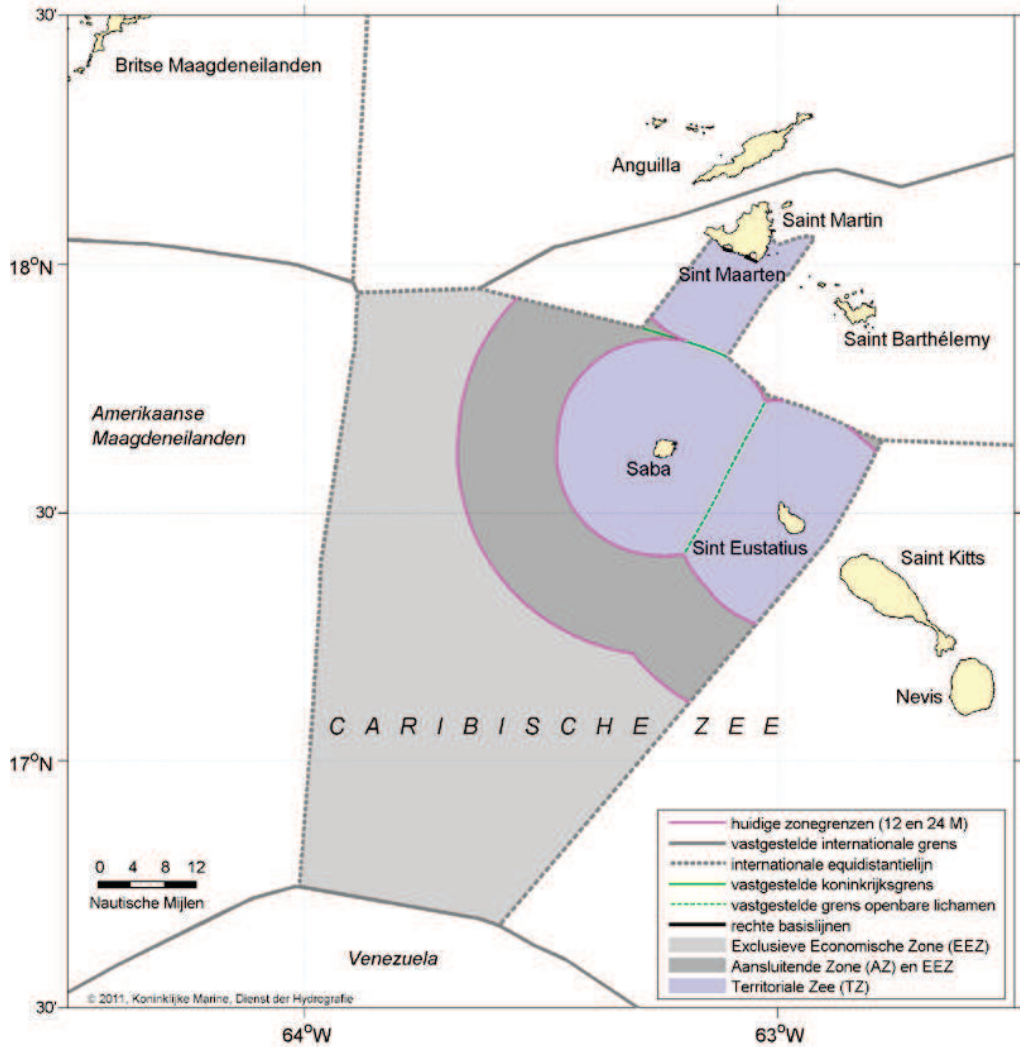 30'
Britse Maagdeneilanden
Anguilla
Saint Martin
18°N
Sint Maarten
Saint Barthélemy
Amerikaanse
Maagdeneilanden
Saba
30'
Sint Eustatius
Saint Kitts
Nevis
CARIBISCHE ZEE
17°N
0 4 8 12
Nautische Mijlen
huidige zonegrenzen (12 en 24 M)
vastgestelde internationale grens
internationale equidistantielijn
vastgestelde koninkrijksgrens
vastgestelde grens openbare lichamen
rechte basislijnen
Exclusieve Economische Zone (EEZ)
Aansluitende Zone (AZ) en EEZ
Territoriale Zee (TZ)
Venezuela
© 2011, Koninklijke Marine, Dienst der Hydrografie
30'
64°W
63°W